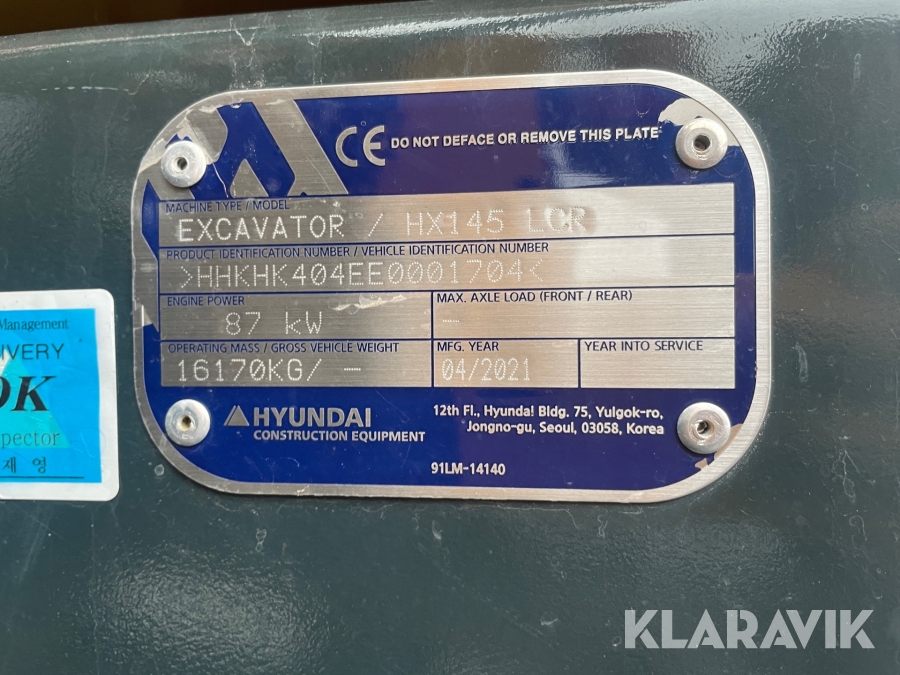 CE DO NOT DEFACE OR REMOVE THIS PLATE
MACHINE TYPE / MODEL
EXCAVATOR / HX145 LCR
PRODUCT IDENTIFICATION NUMBER / VEHICLE IDENTIFICATION NUMBER
>HHKHK404EE0001704<
ENGINE POWER
87 kW
MAX. AXLE LOAD (FRONT / REAR)
--
OPERATING MASS / GROSS VEHICLE WEIGHT
16170KG/ --
MFG. YEAR
04/2021
YEAR INTO SERVICE
HYUNDAI
CONSTRUCTION EQUIPMENT
12th Fl., Hyundai Bldg. 75, Yulgok-ro,
Jongno-gu, Seoul, 03058, Korea
91LM-14140
Management
IVERY
OK
pector
재 영
KLARAVIK